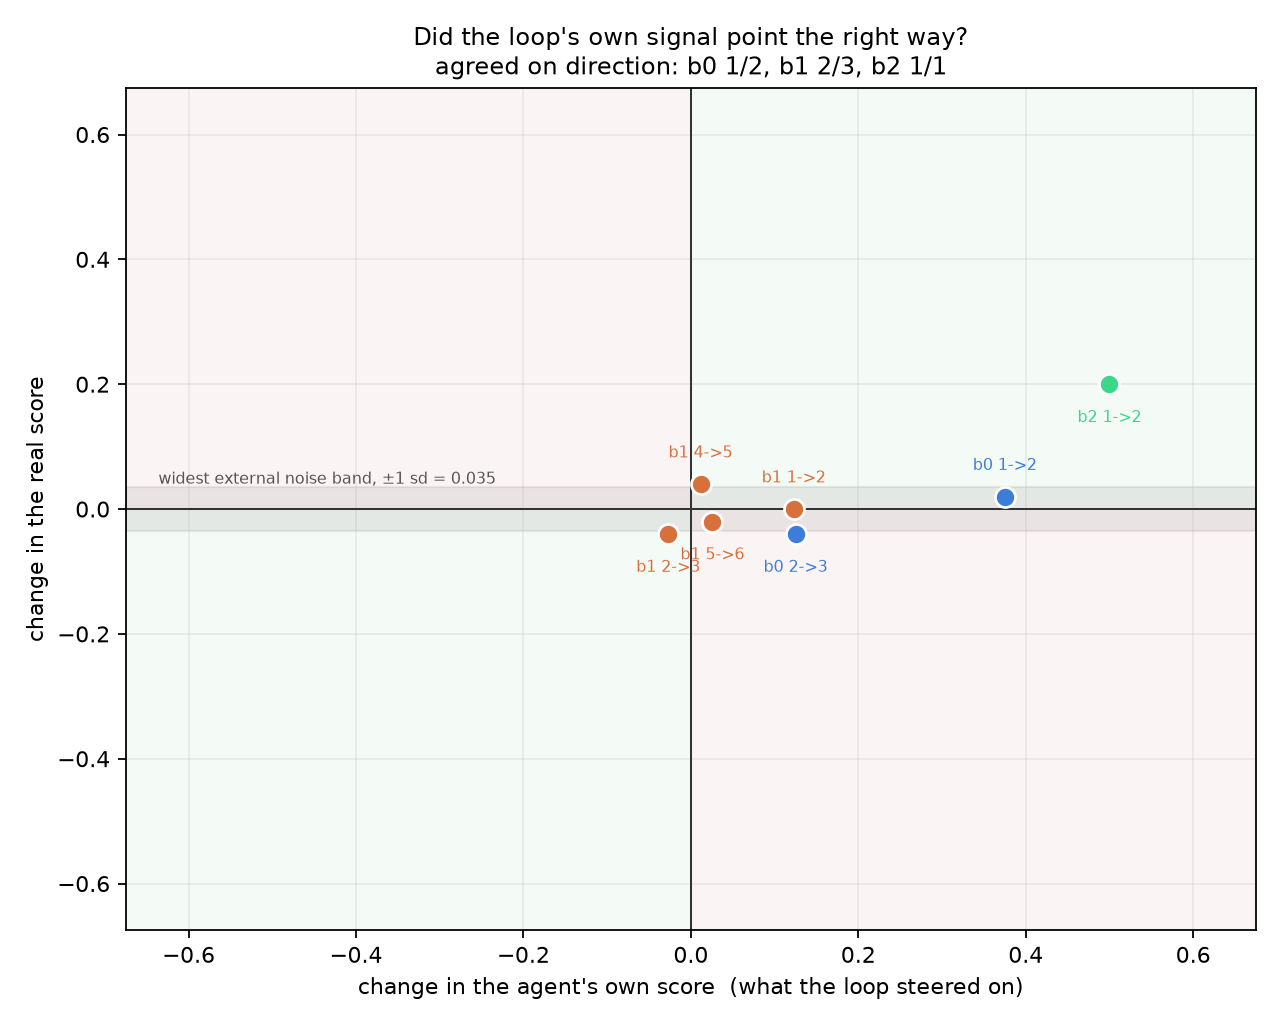 Did the loop's own signal point the right way?
agreed on direction: b0 1/2, b1 2/3, b2 1/1
change in the real score
0.6
0.4
0.2
0.0
−0.2
−0.4
−0.6
b2 1->2
b1 4->5
b0 1->2
b1 1->2
widest external noise band, ±1 sd = 0.035
b1 5->6
b1 2->3
b0 2->3
−0.6
−0.4
−0.2
0.0
0.2
0.4
0.6
change in the agent's own score  (what the loop steered on)